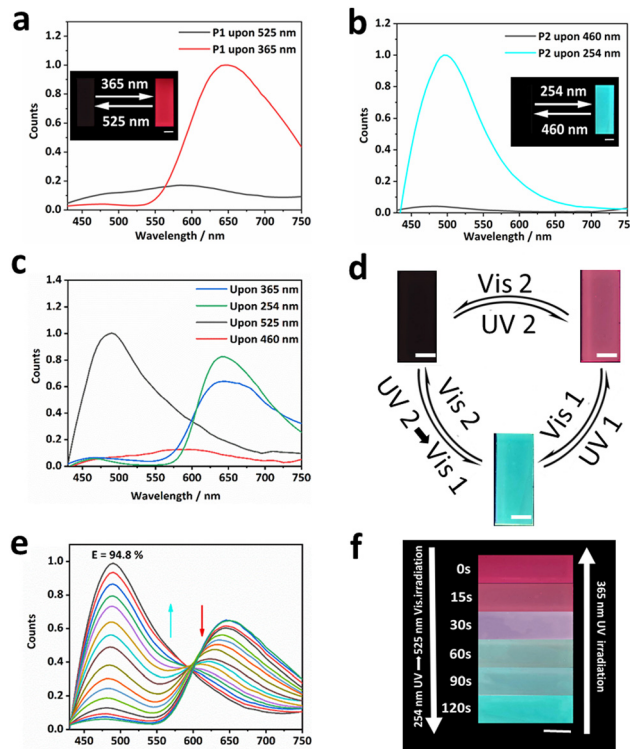 a
P1 upon 525 nm
P1 upon 365 nm
1.2
1.0
0.8
0.6
0.4
0.2
0.0
Counts
365 nm
525 nm
450 500 550 600 650 700 750
Wavelength / nm
b
P2 upon 460 nm
P2 upon 254 nm
1.2
1.0
0.8
0.6
0.4
0.2
0.0
Counts
254 nm
460 nm
450 500 550 600 650 700 750
Wavelength / nm
c
Upon 365 nm
Upon 254 nm
Upon 525 nm
Upon 460 nm
1.4
1.2
1.0
0.8
0.6
0.4
0.2
0.0
Counts
450 500 550 600 650 700 750
Wavelength / nm
d
Vis 2
UV 2
Vis 2
UV 2 ➡ Vis 1
Vis 1
UV 1
e
E = 94.8 %
1.0
0.8
0.6
0.4
0.2
0.0
Counts
450 500 550 600 650 700 750
f
254 nm UV ➡ 525 nm Vis.irradiation
0s
15s
30s
60s
90s
120s
365 nm UV irradiation